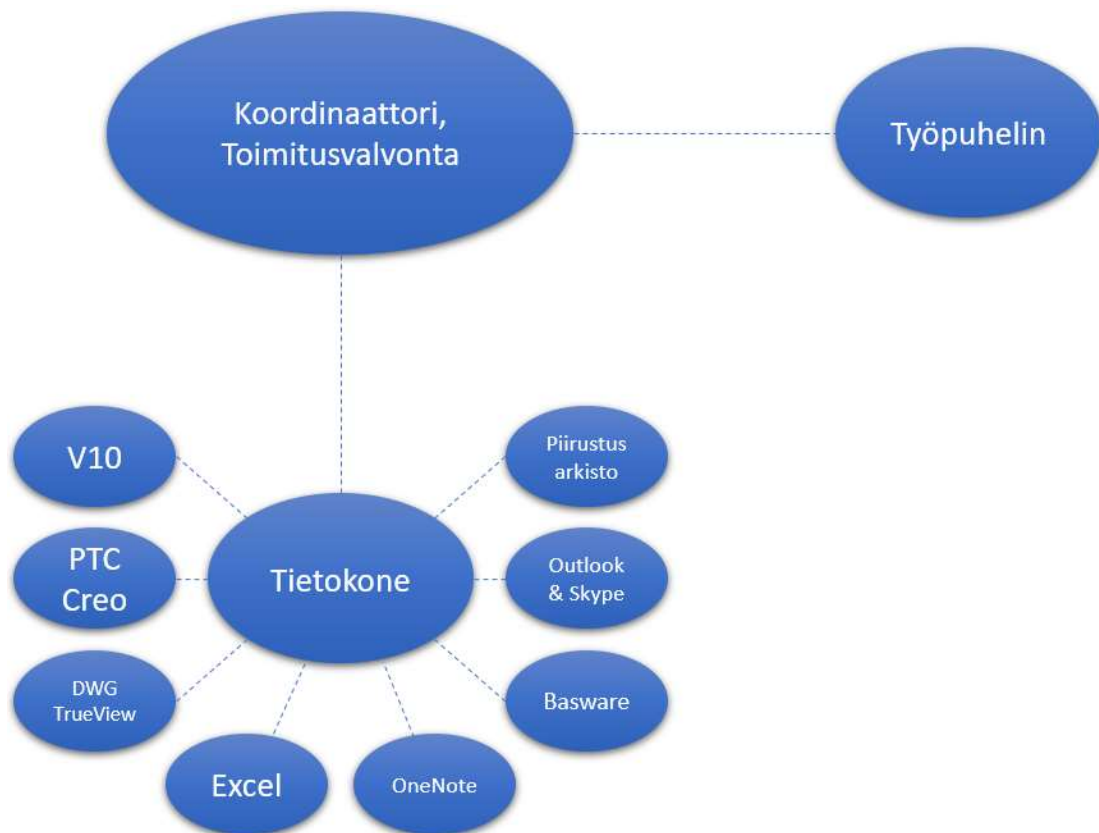 Koordinaattori,
Toimitusvalvonta
Työpuhelin
V10
Piirustus
arkisto
PTC
Creo
Tietokone
Outlook
& Skype
DWG
TrueView
Basware
Excel
OneNote